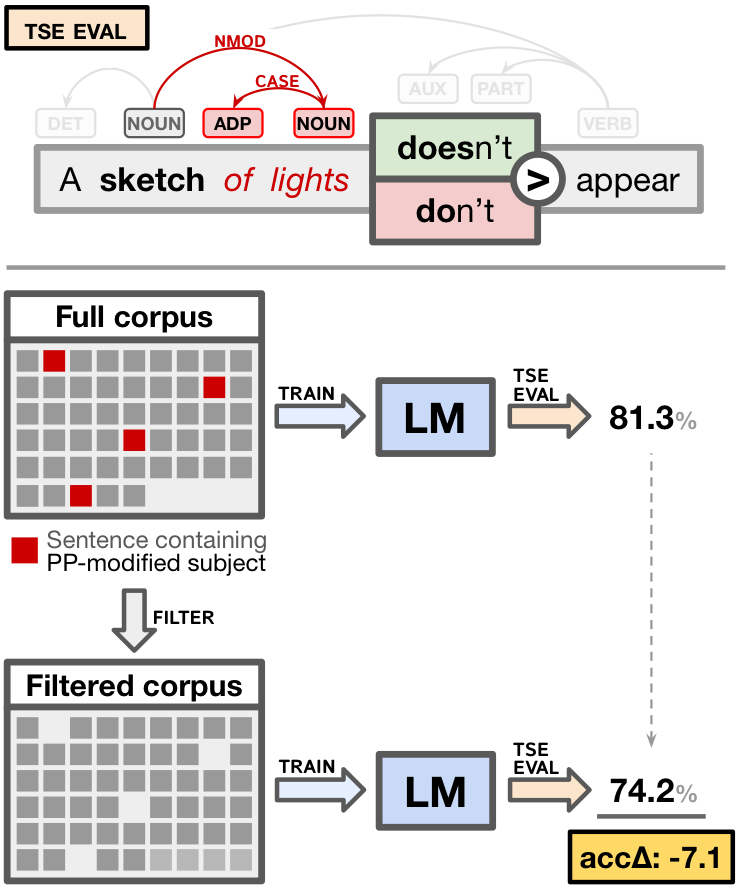 TSE EVAL
NMOD
CASE
DET NOUN ADP NOUN AUX PART VERB
A sketch of lights doesn't > appear
don't
Full corpus
TRAIN
LM
TSE
EVAL
81.3%
Sentence containing
PP-modified subject
FILTER
Filtered corpus
TRAIN
LM
TSE
EVAL
74.2%
accΔ: -7.1